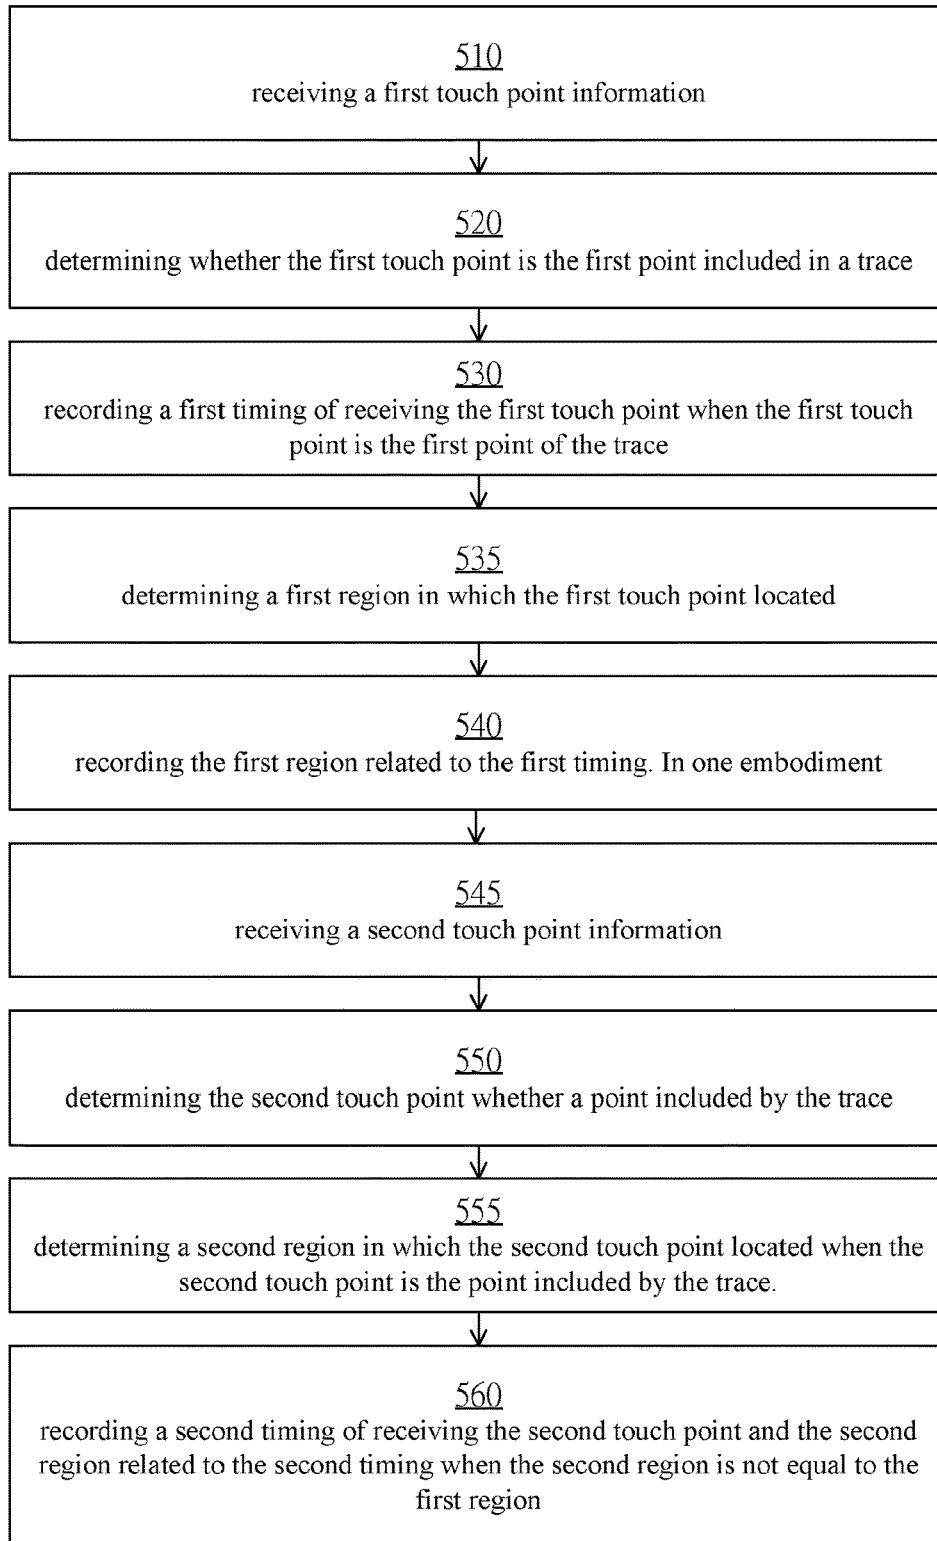 510
receiving a first touch point information
520
determining whether the first touch point is the first point included in a trace
530
recording a first timing of receiving the first touch point when the first touch
point is the first point of the trace
535
determining a first region in which the first touch point located
540
recording the first region related to the first timing. In one embodiment
545
receiving a second touch point information
550
determining the second touch point whether a point included by the trace
555
determining a second region in which the second touch point located when the
second touch point is the point included by the trace.
560
recording a second timing of receiving the second touch point and the second
region related to the second timing when the second region is not equal to the
first region